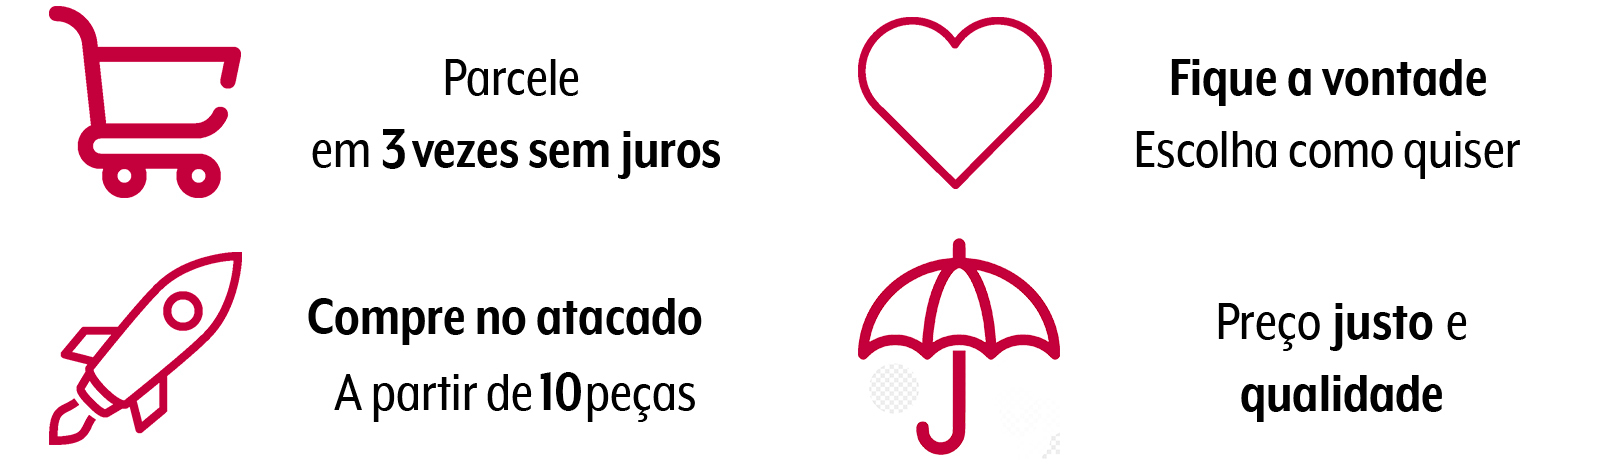 Parcele
em 3 vezes sem juros
Fique a vontade
Escolha como quiser
Compre no atacado
A partir de 10 peças
Preço justo e
qualidade